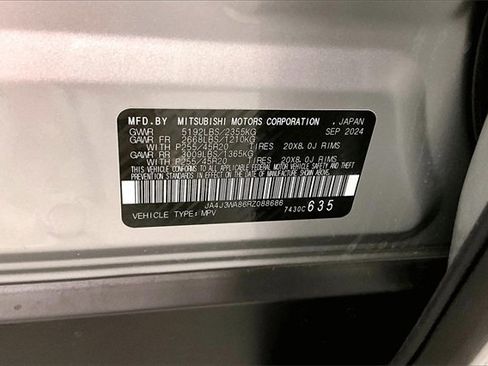 MFD.BY MITSUBISHI MOTORS CORPORATION , JAPAN
GVWR 5192LBS/2355KG SEP 2024
GAWR FR 2668LBS/1210KG
WITH P255/45R20 TIRES 20X8.0J RIMS
GAWR RR 3009LBS/1365KG
WITH P255/45R20 TIRES 20X8.0J RIMS
THIS VEHICLE CONFORMS TO ALL APPLICABLE
FEDERAL MOTOR VEHICLE SAFETY AND THEFT
PREVENTION STANDARDS IN EFFECT ON THE
DATE OF MANUFACTURE SHOWN ABOVE.
JA4J3WA86RZ088686
VEHICLE TYPE: MPV 7430C 635